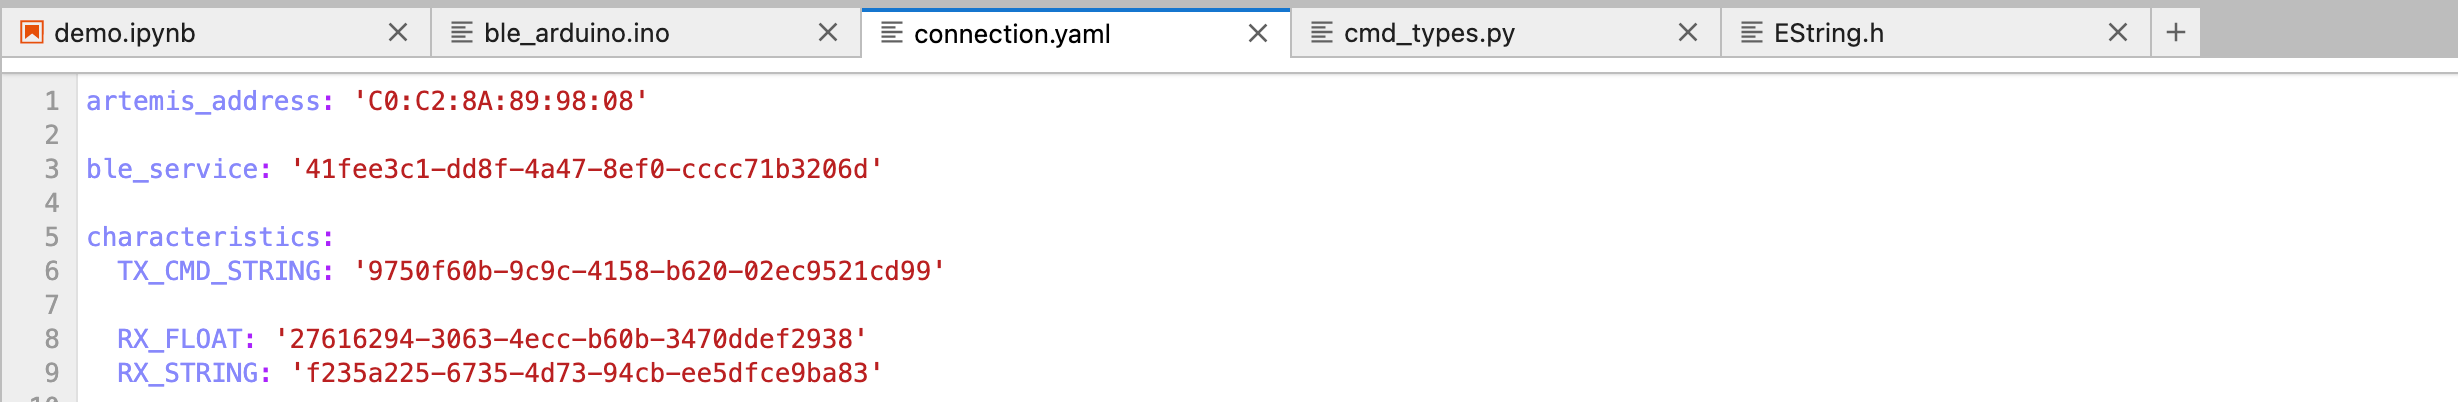 demo.ipynb ble_arduino.ino connection.yaml cmd_types.py EString.h
1 artemis_address: 'C0:C2:8A:89:98:08'
2
3 ble_service: '41fee3c1-dd8f-4a47-8ef0-cccc71b3206d'
4
5 characteristics:
6 TX_CMD_STRING: '9750f60b-9c9c-4158-b620-02ec9521cd99'
7
8 RX_FLOAT: '27616294-3063-4ecc-b60b-3470ddef2938'
9 RX_STRING: 'f235a225-6735-4d73-94cb-ee5dfce9ba83'
10